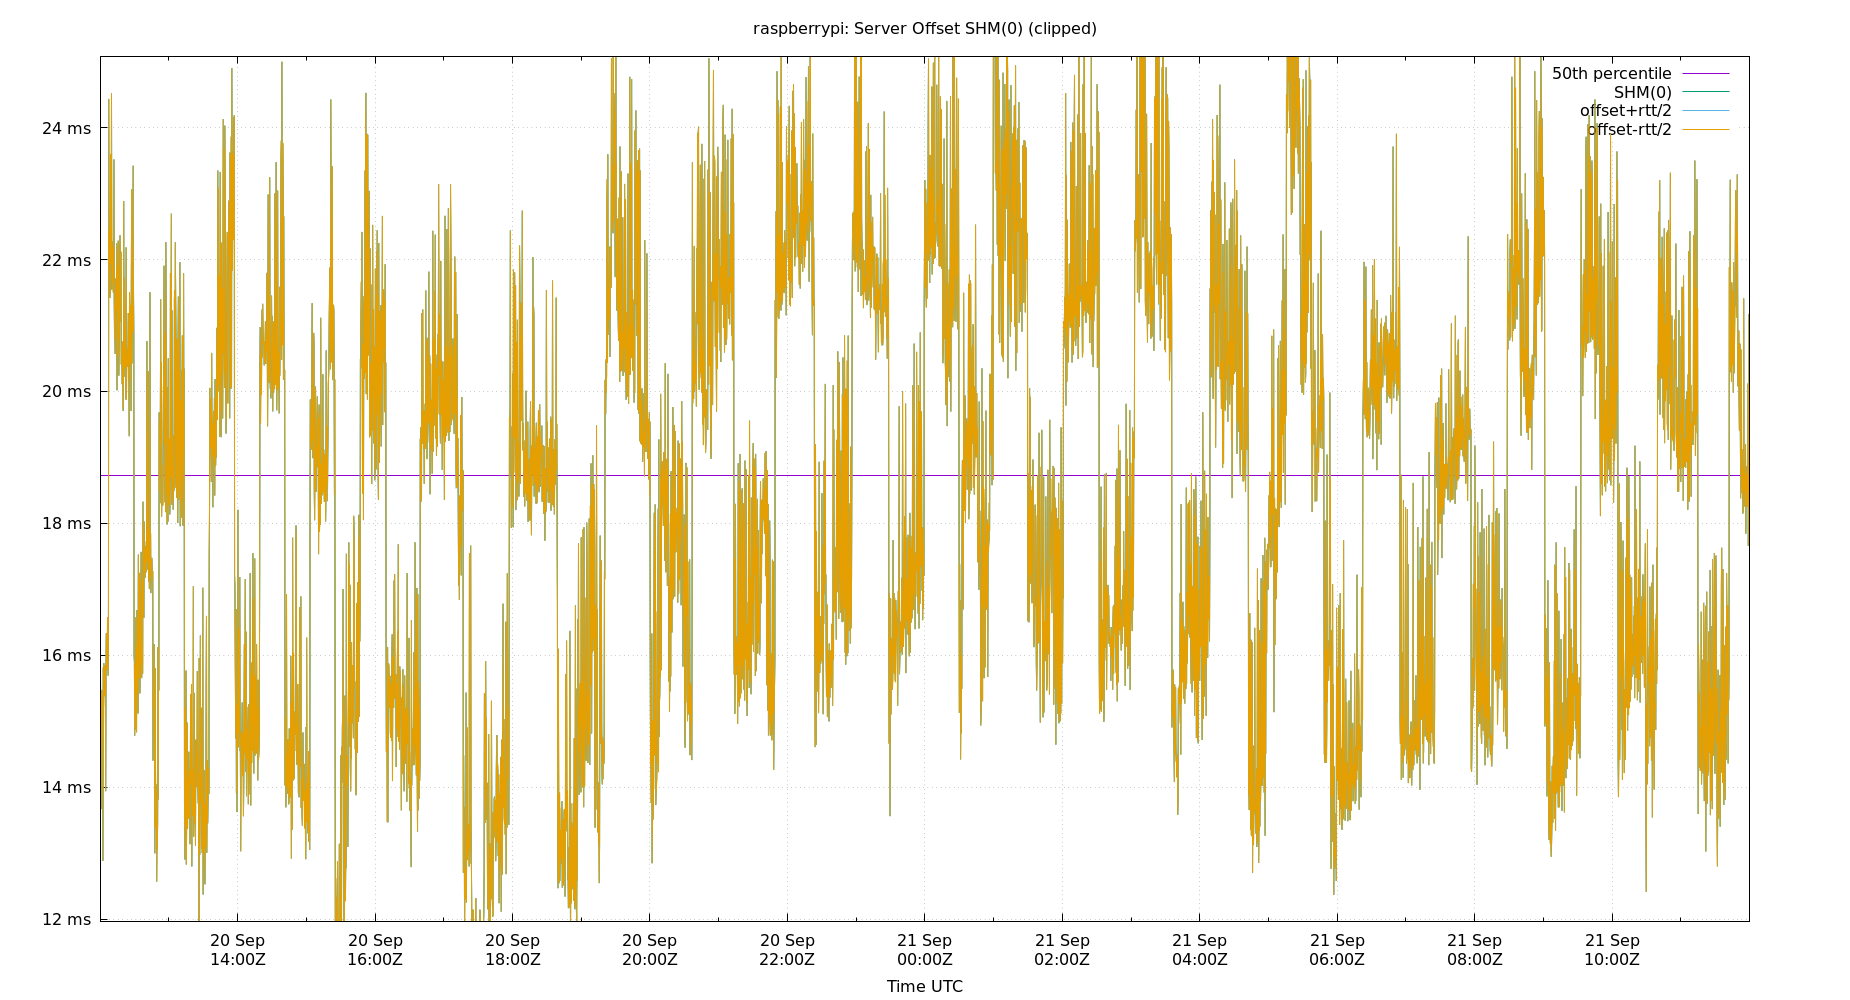 raspberrypi: Server Offset SHM(0) (clipped)
50th percentile
SHM(0)
offset+rtt/2
offset-rtt/2
24 ms
22 ms
20 ms
18 ms
16 ms
14 ms
12 ms
20 Sep 20 Sep 20 Sep 20 Sep 20 Sep 21 Sep 21 Sep 21 Sep 21 Sep 21 Sep 21 Sep
14:00Z 16:00Z 18:00Z 20:00Z 22:00Z 00:00Z 02:00Z 04:00Z 06:00Z 08:00Z 10:00Z
Time UTC